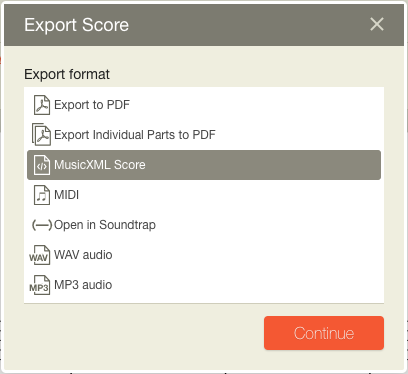 Export Score
Export format
Export to PDF
Export Individual Parts to PDF
MusicXML Score
MIDI
Open in Soundtrap
WAV WAV audio
MP3 MP3 audio
Continue